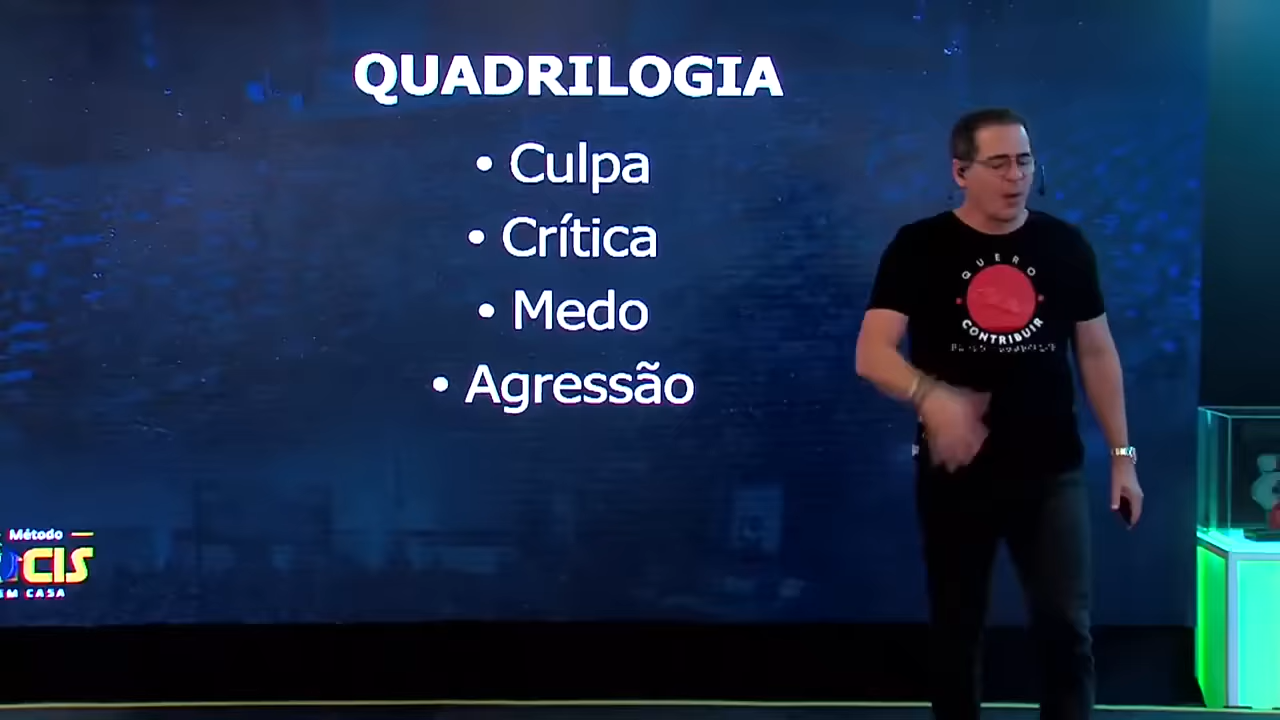 QUADRILOGIA
• Culpa
• Crítica
• Medo
• Agressão
QUERO
CONTRIBUIR
Método
CIS
EM CASA